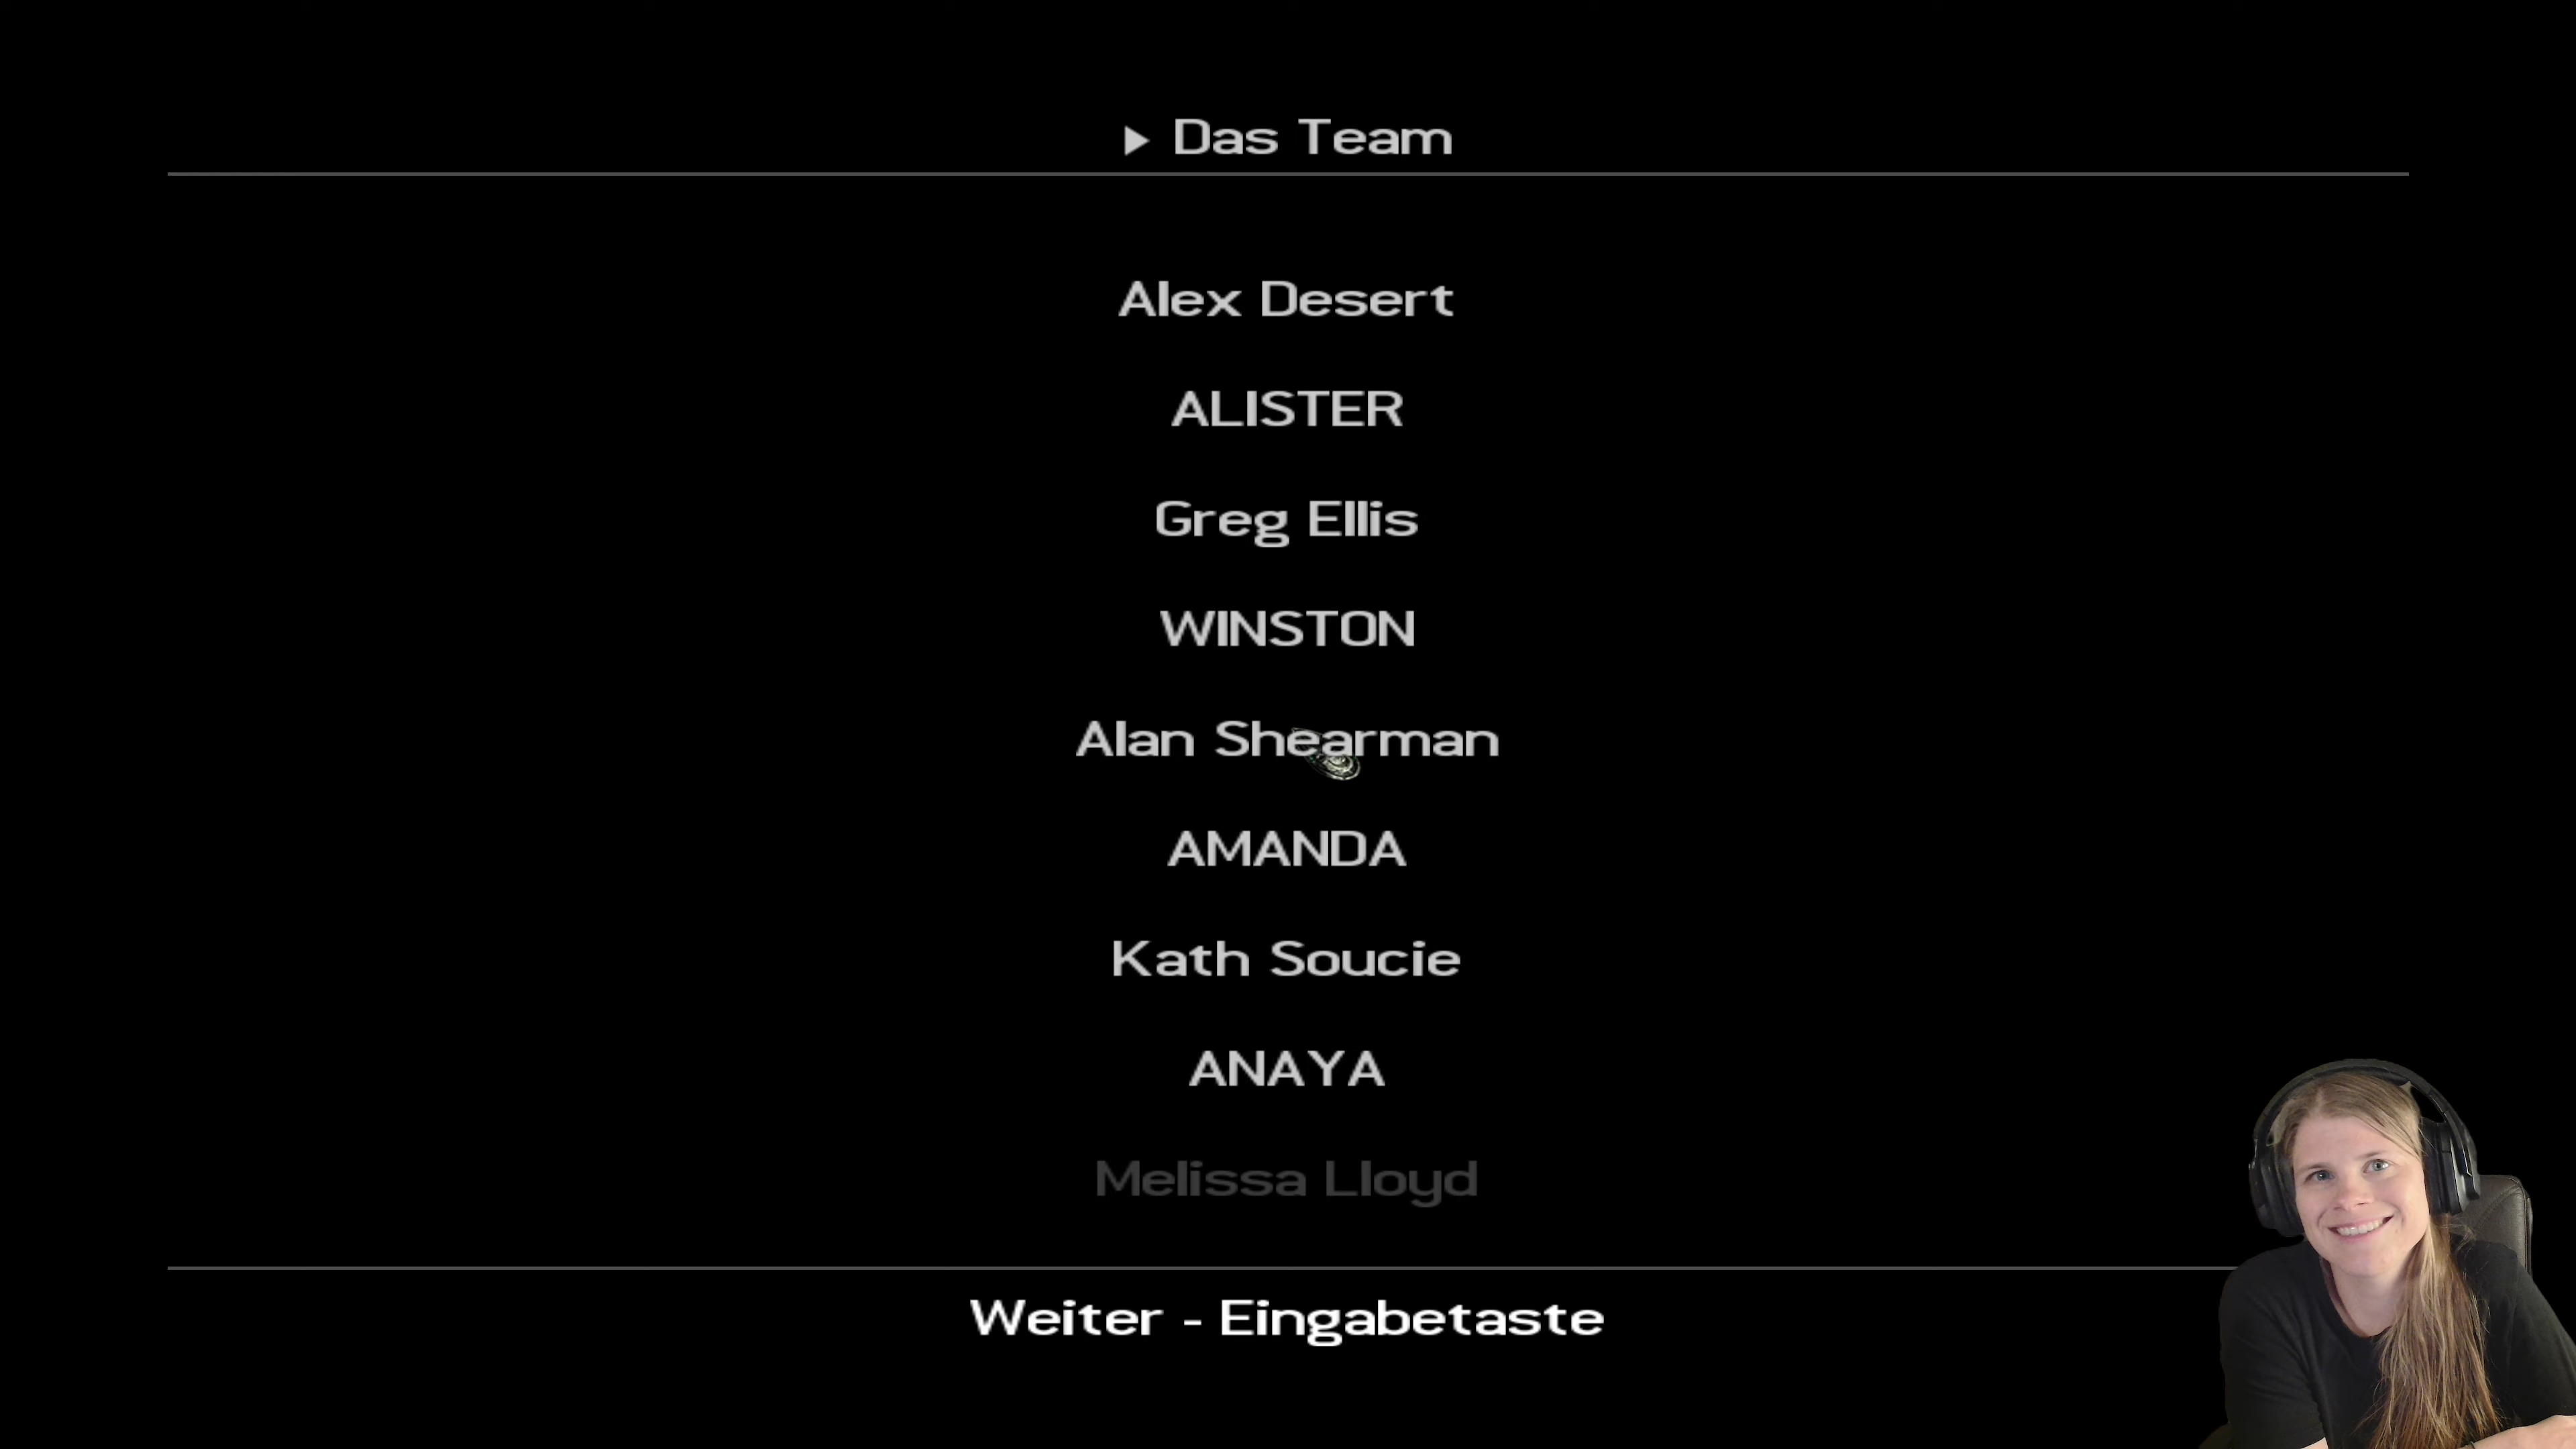 Das Team
Alex Desert
ALISTER
Greg Ellis
WINSTON
Alan Shearman
AMANDA
Kath Soucie
ANAYA
Melissa Lloyd
Weiter - Eingabetaste